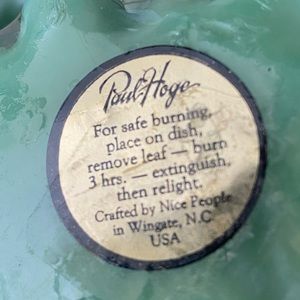 Paul Hoge
For safe burning,
place on dish,
remove leaf — burn
3 hrs. — extinguish,
then relight.
Crafted by Nice People
in Wingate, N.C
USA